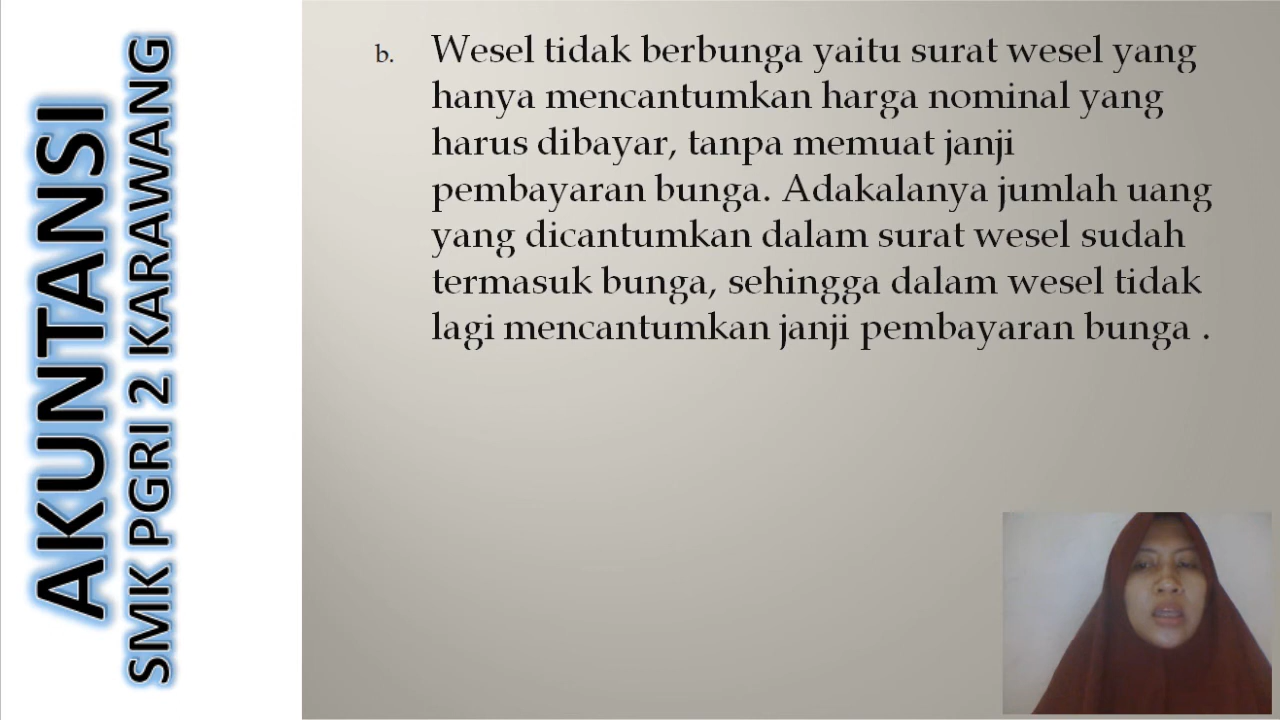 AKUNTANSI
SMK PGRI 2 KARAWANG
b. Wesel tidak berbunga yaitu surat wesel yang
hanya mencantumkan harga nominal yang
harus dibayar, tanpa memuat janji
pembayaran bunga. Adakalanya jumlah uang
yang dicantumkan dalam surat wesel sudah
termasuk bunga, sehingga dalam wesel tidak
lagi mencantumkan janji pembayaran bunga .